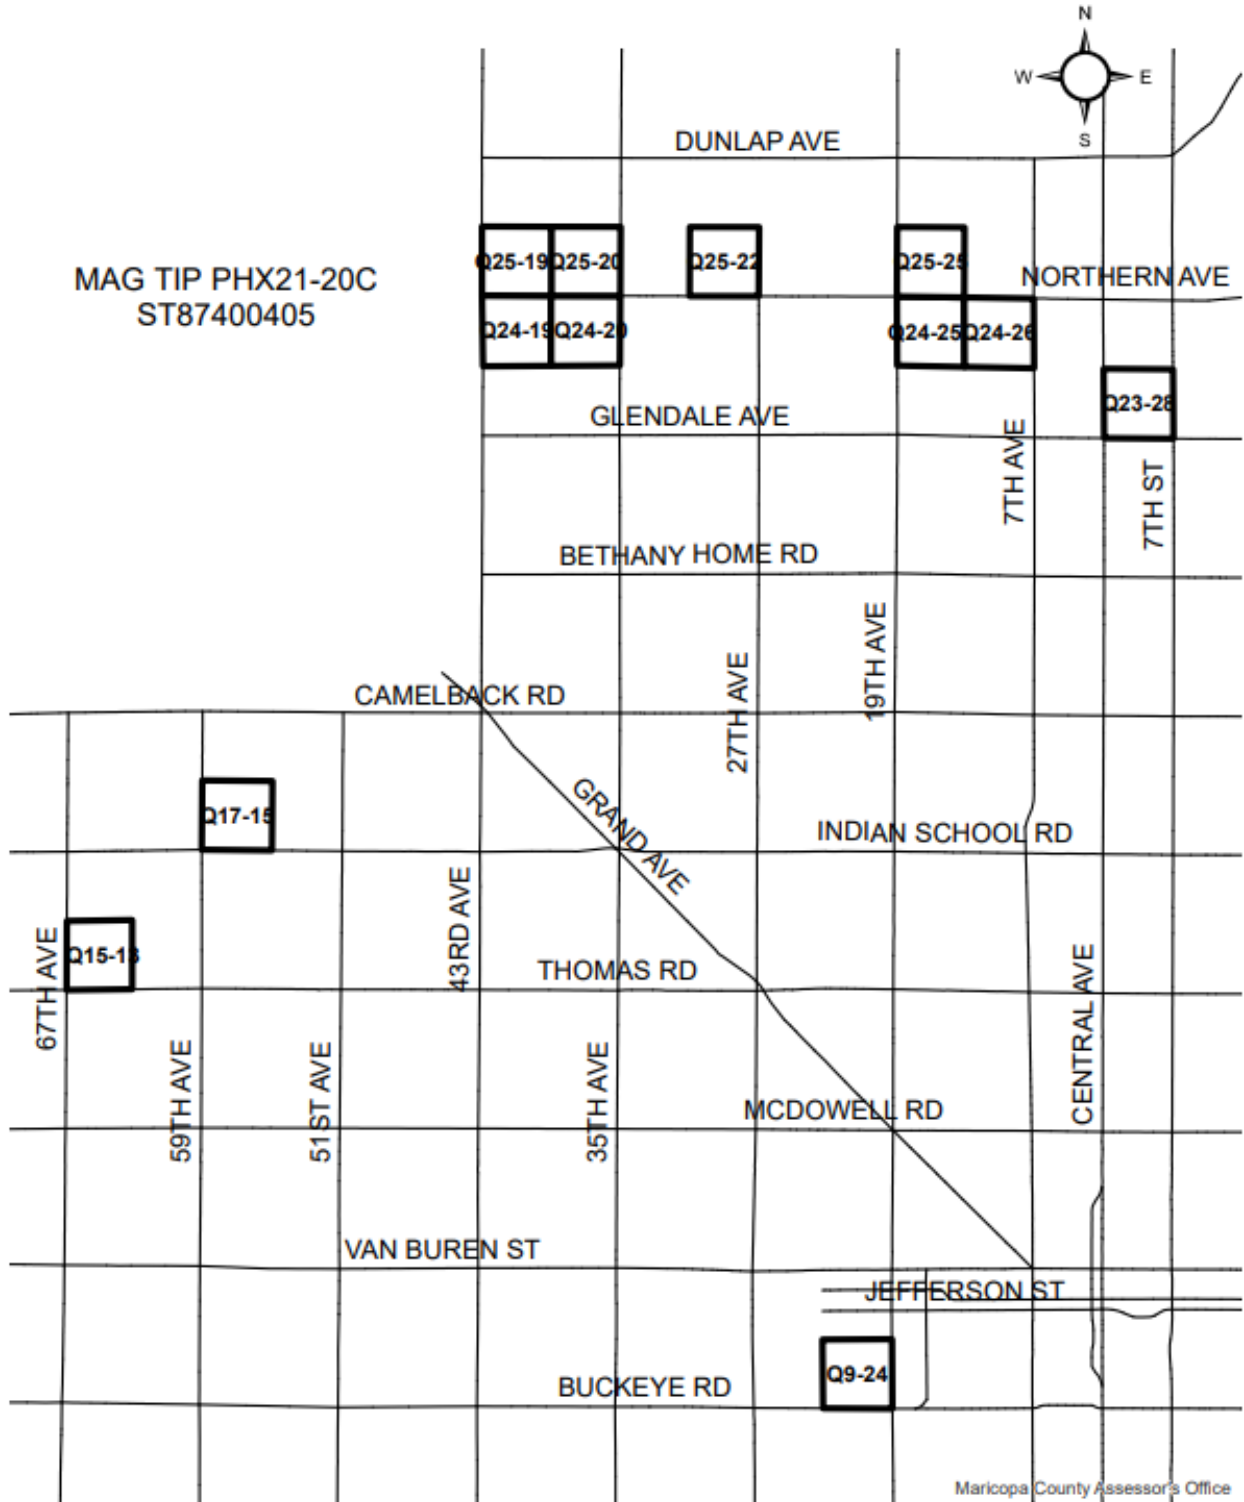 N
W E
S
DUNLAP AVE
MAG TIP PHX21-20C
ST87400405
Q25-19 Q25-20 Q25-22 Q25-25
NORTHERN AVE
Q24-19 Q24-20 Q24-25 Q24-26
Q23-28
GLENDALE AVE
7TH AVE
7TH ST
BETHANY HOME RD
19TH AVE
27TH AVE
CAMELBACK RD
GRAND AVE
Q17-15
INDIAN SCHOOL RD
43RD AVE
67TH AVE
Q15-13
THOMAS RD
CENTRAL AVE
59TH AVE
51ST AVE
35TH AVE
MCDOWELL RD
VAN BUREN ST
JEFFERSON ST
Q9-24
BUCKEYE RD
Maricopa County Assessor's Office